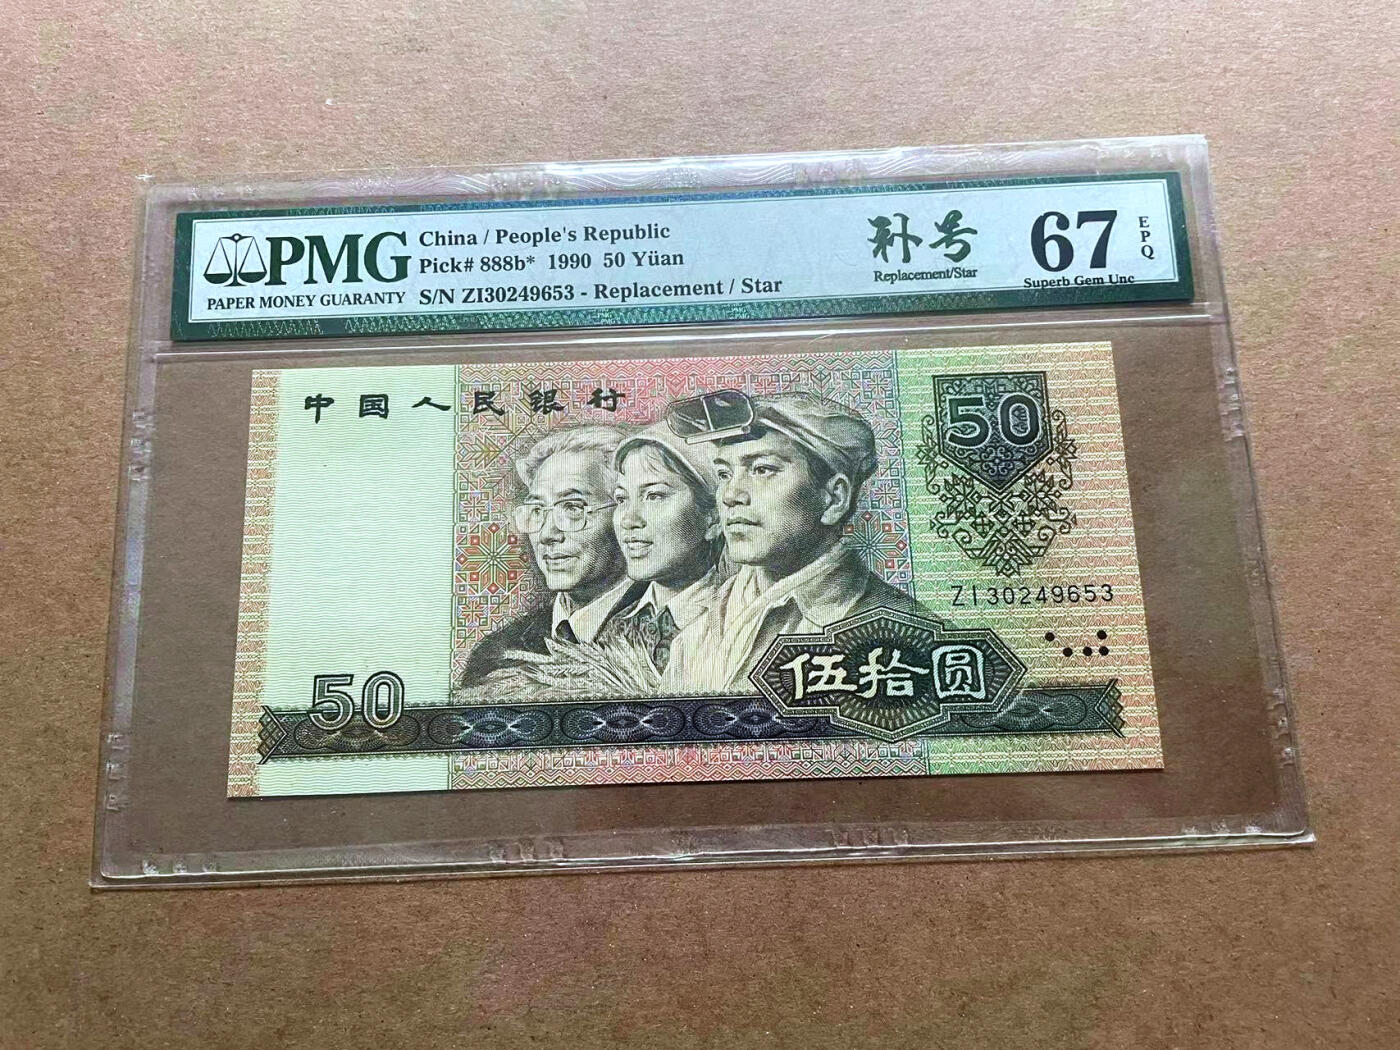 PMG
PAPER MONEY GUARANTY
China / People's Republic
Pick# 888b* 1990 50 Yüan
S/N ZI30249653 - Replacement / Star
补号
Replacement/Star
67
EPQ
Superb Gem Unc
中国人民银行
50
ZI30249653
伍拾圆
50